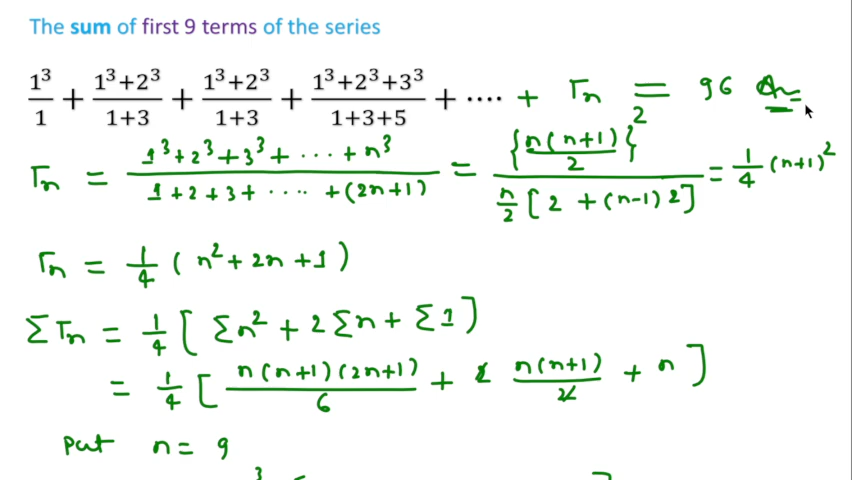 The sum of first 9 terms of the series
1³/1 + (1³+2³)/(1+3) + (1³+2³)/(1+3) + (1³+2³+3³)/(1+3+5) + .... + Tn = 96 Ans
Tn = (1³+2³+3³+ ... +n³)/(1+2+3+ .... +(2n+1)) = {n(n+1)/2}²/(n/2 [2 + (n-1) 2]) = 1/4 (n+1)²
Tn = 1/4 (n²+2n+1)
ΣTn = 1/4 [Σn² + 2Σn + Σ1]
= 1/4 [n(n+1)(2n+1)/6 + 2 n(n+1)/2 + n]
Put n = 9